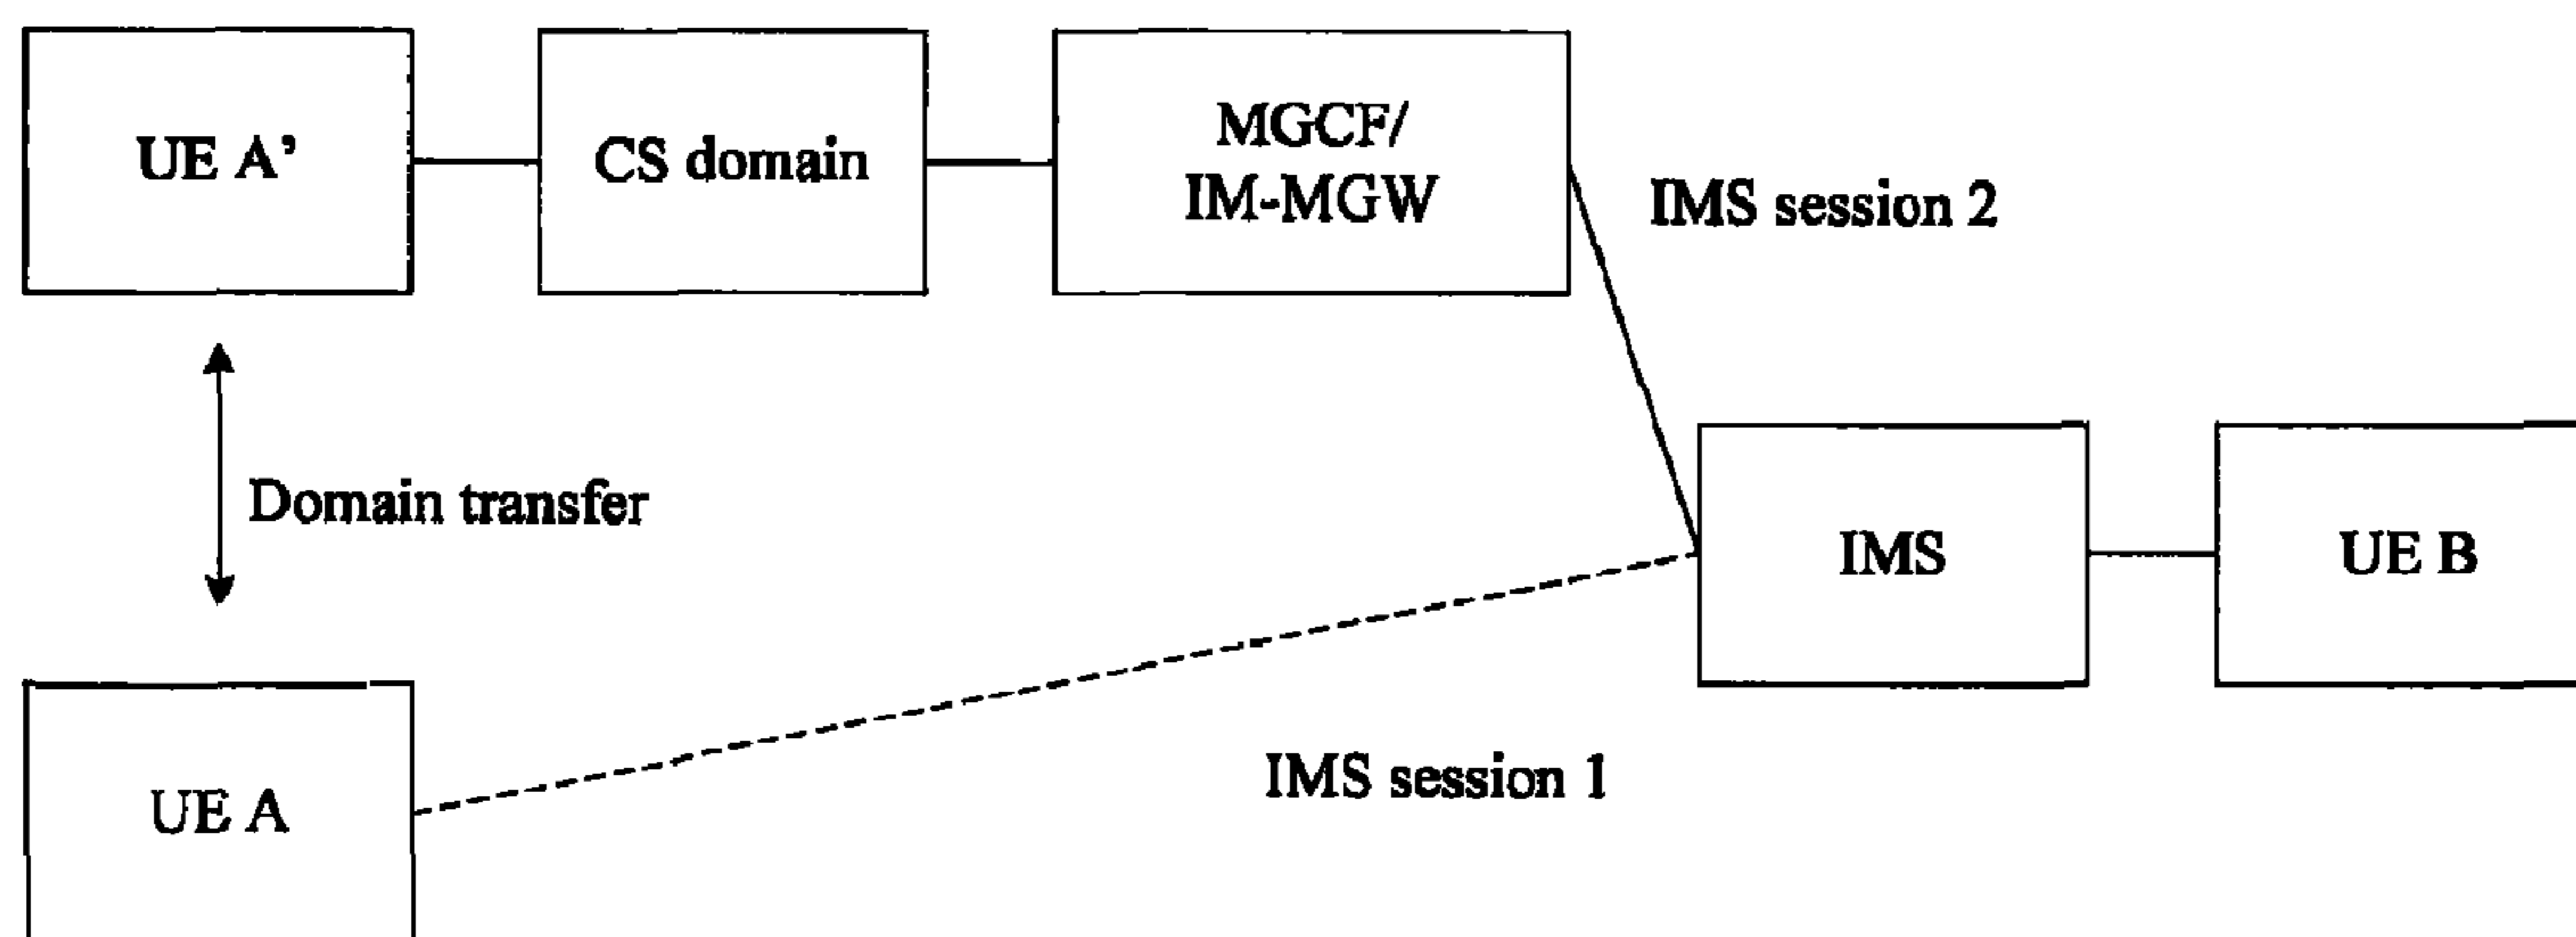 UE A’
CS domain
MGCF/
IM-MGW
IMS session 2
Domain transfer
IMS
UE B
UE A
IMS session 1